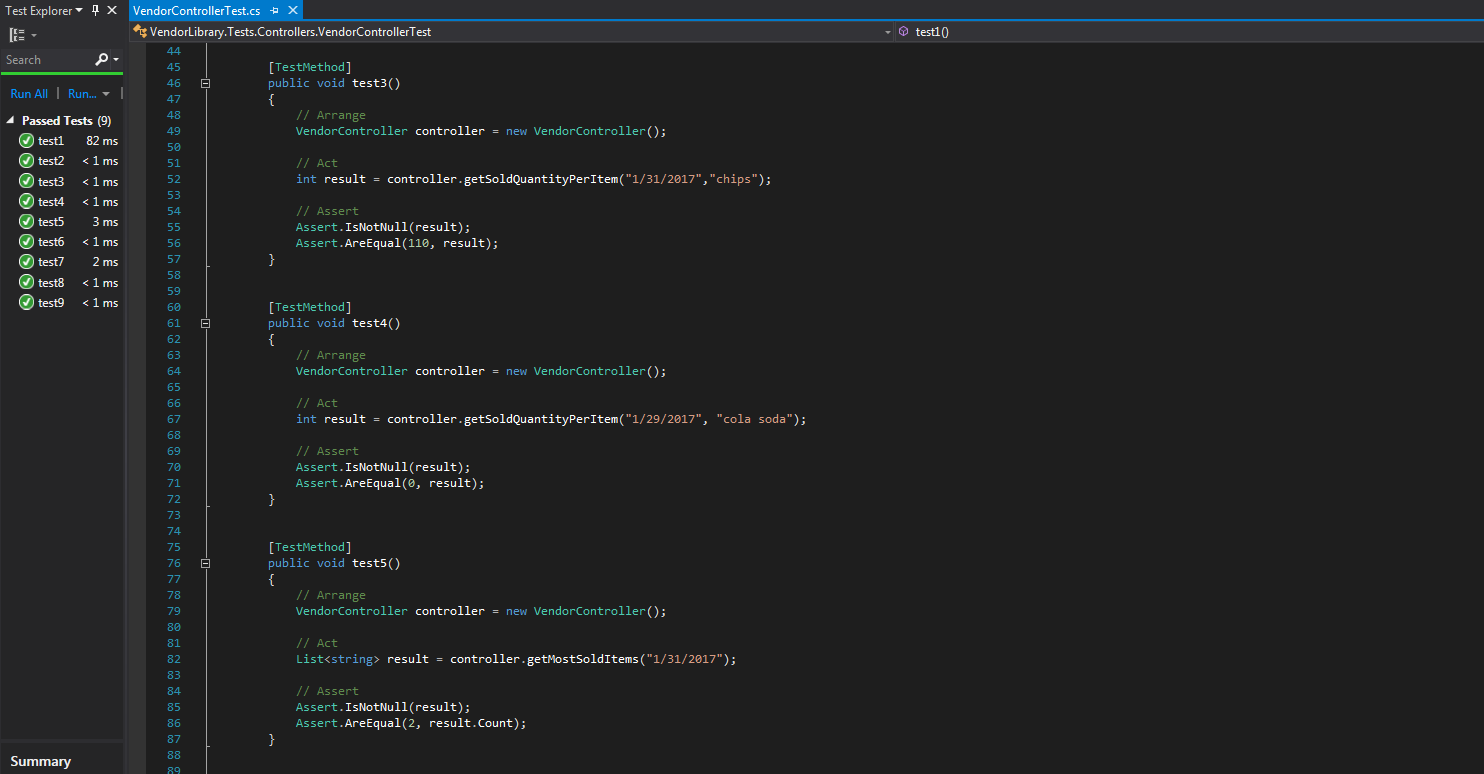 Test Explorer
VendorControllerTest.cs
VendorLibrary.Tests.Controllers.VendorControllerTest
test1()
Search
Run All | Run... |
Passed Tests (9)
test1 82 ms
test2 < 1 ms
test3 < 1 ms
test4 < 1 ms
test5 3 ms
test6 < 1 ms
test7 2 ms
test8 < 1 ms
test9 < 1 ms
Summary
44
45 [TestMethod]
46 public void test3()
47 {
48 // Arrange
49 VendorController controller = new VendorController();
50
51 // Act
52 int result = controller.getSoldQuantityPerItem("1/31/2017","chips");
53
54 // Assert
55 Assert.IsNotNull(result);
56 Assert.AreEqual(110, result);
57 }
58
59
60 [TestMethod]
61 public void test4()
62 {
63 // Arrange
64 VendorController controller = new VendorController();
65
66 // Act
67 int result = controller.getSoldQuantityPerItem("1/29/2017", "cola soda");
68
69 // Assert
70 Assert.IsNotNull(result);
71 Assert.AreEqual(0, result);
72 }
73
74
75 [TestMethod]
76 public void test5()
77 {
78 // Arrange
79 VendorController controller = new VendorController();
80
81 // Act
82 List<string> result = controller.getMostSoldItems("1/31/2017");
83
84 // Assert
85 Assert.IsNotNull(result);
86 Assert.AreEqual(2, result.Count);
87 }
88
89